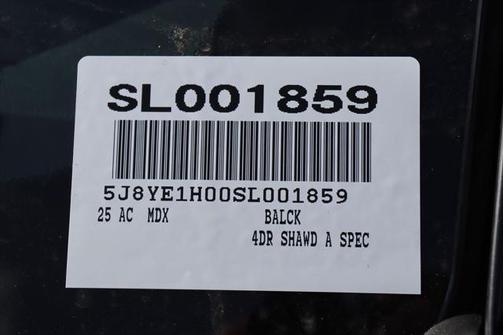 SL001859
5J8YE1H00SL001859
25 AC MDX BALCK
4DR SHAWD A SPEC